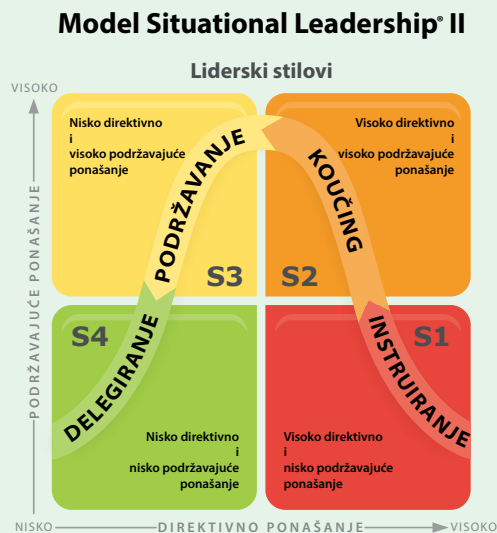 Model Situational Leadership® II
Liderski stilovi
VISOKO
PODRŽAVAJUĆE PONAŠANJE
Nisko direktivno
i
visoko podržavajuće
ponašanje
PODRŽAVANJE
S3
Visoko direktivno
i
visoko podržavajuće
ponašanje
KOUČING
S2
S4
DELEGIRANJE
Nisko direktivno
i
nisko podržavajuće
ponašanje
S1
INSTRUIRANJE
Visoko direktivno
i
nisko podržavajuće
ponašanje
NISKO
DIREKTIVNO PONAŠANJE
VISOKO